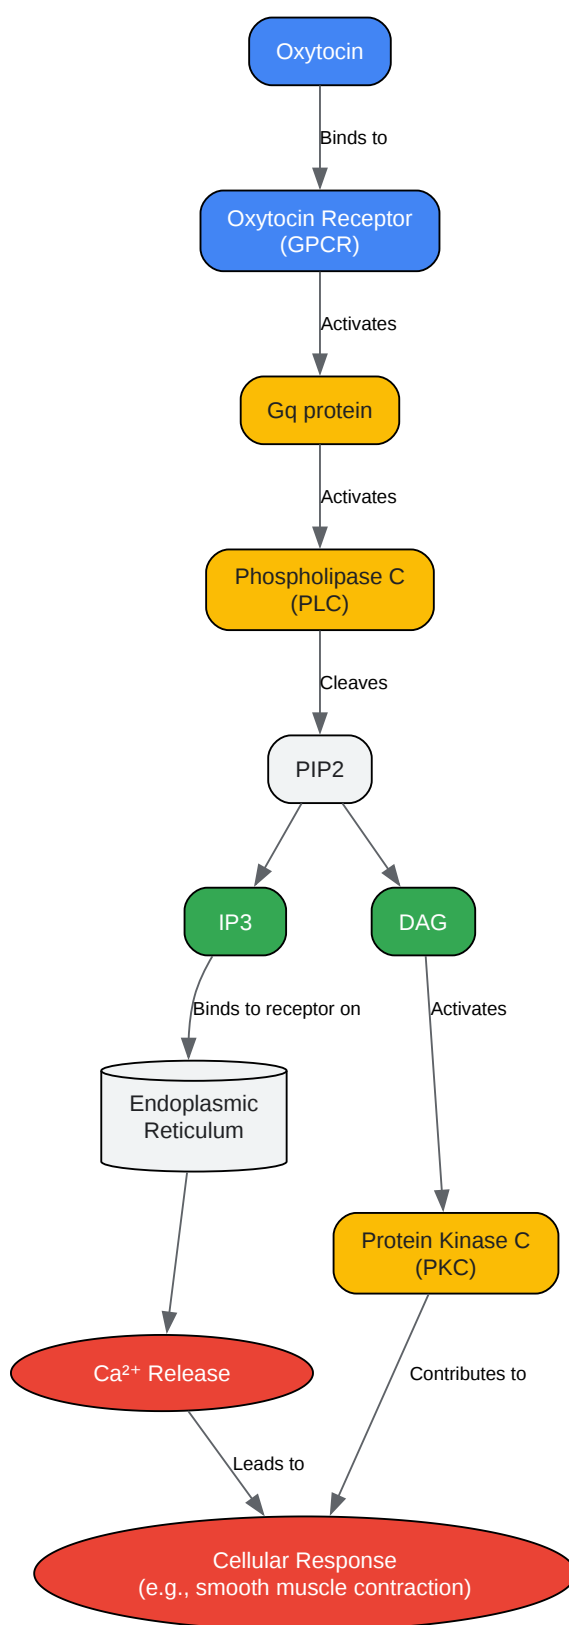 Oxytocin
Binds to
Oxytocin Receptor
(GPCR)
Activates
Gq protein
Activates
Phospholipase C
(PLC)
Cleaves
PIP2
IP3
DAG
Binds to receptor on
Activates
Endoplasmic
Reticulum
Protein Kinase C
(PKC)
Ca²⁺ Release
Contributes to
Leads to
Cellular Response
(e.g., smooth muscle contraction)